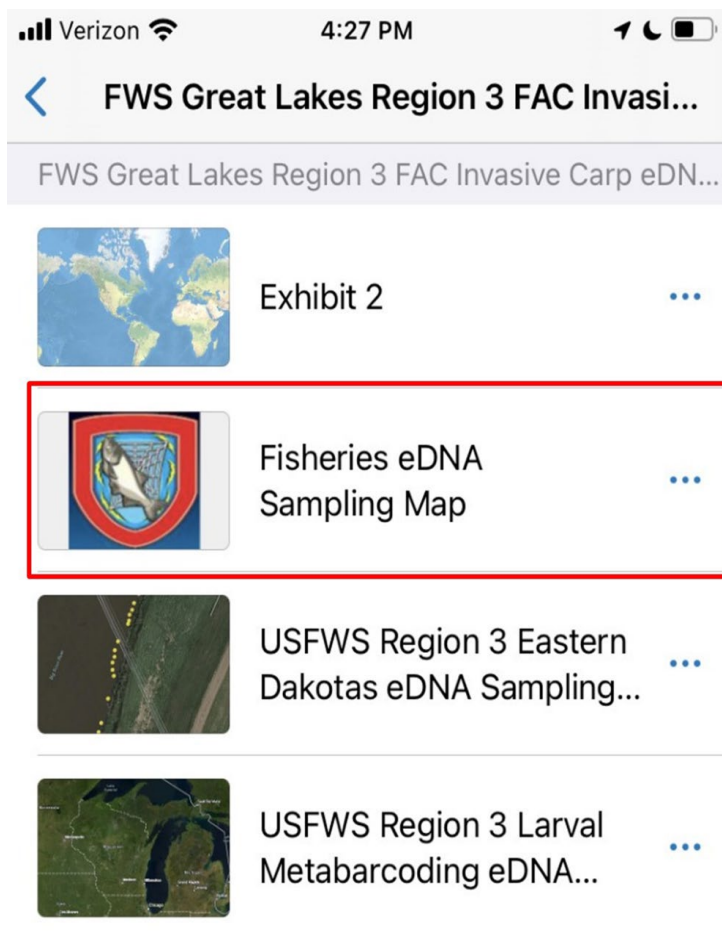 Verizon 4:27 PM
FWS Great Lakes Region 3 FAC Invasi...
FWS Great Lakes Region 3 FAC Invasive Carp eDN...
Exhibit 2
Fisheries eDNA
Sampling Map
USFWS Region 3 Eastern
Dakotas eDNA Sampling...
USFWS Region 3 Larval
Metabarcoding eDNA...